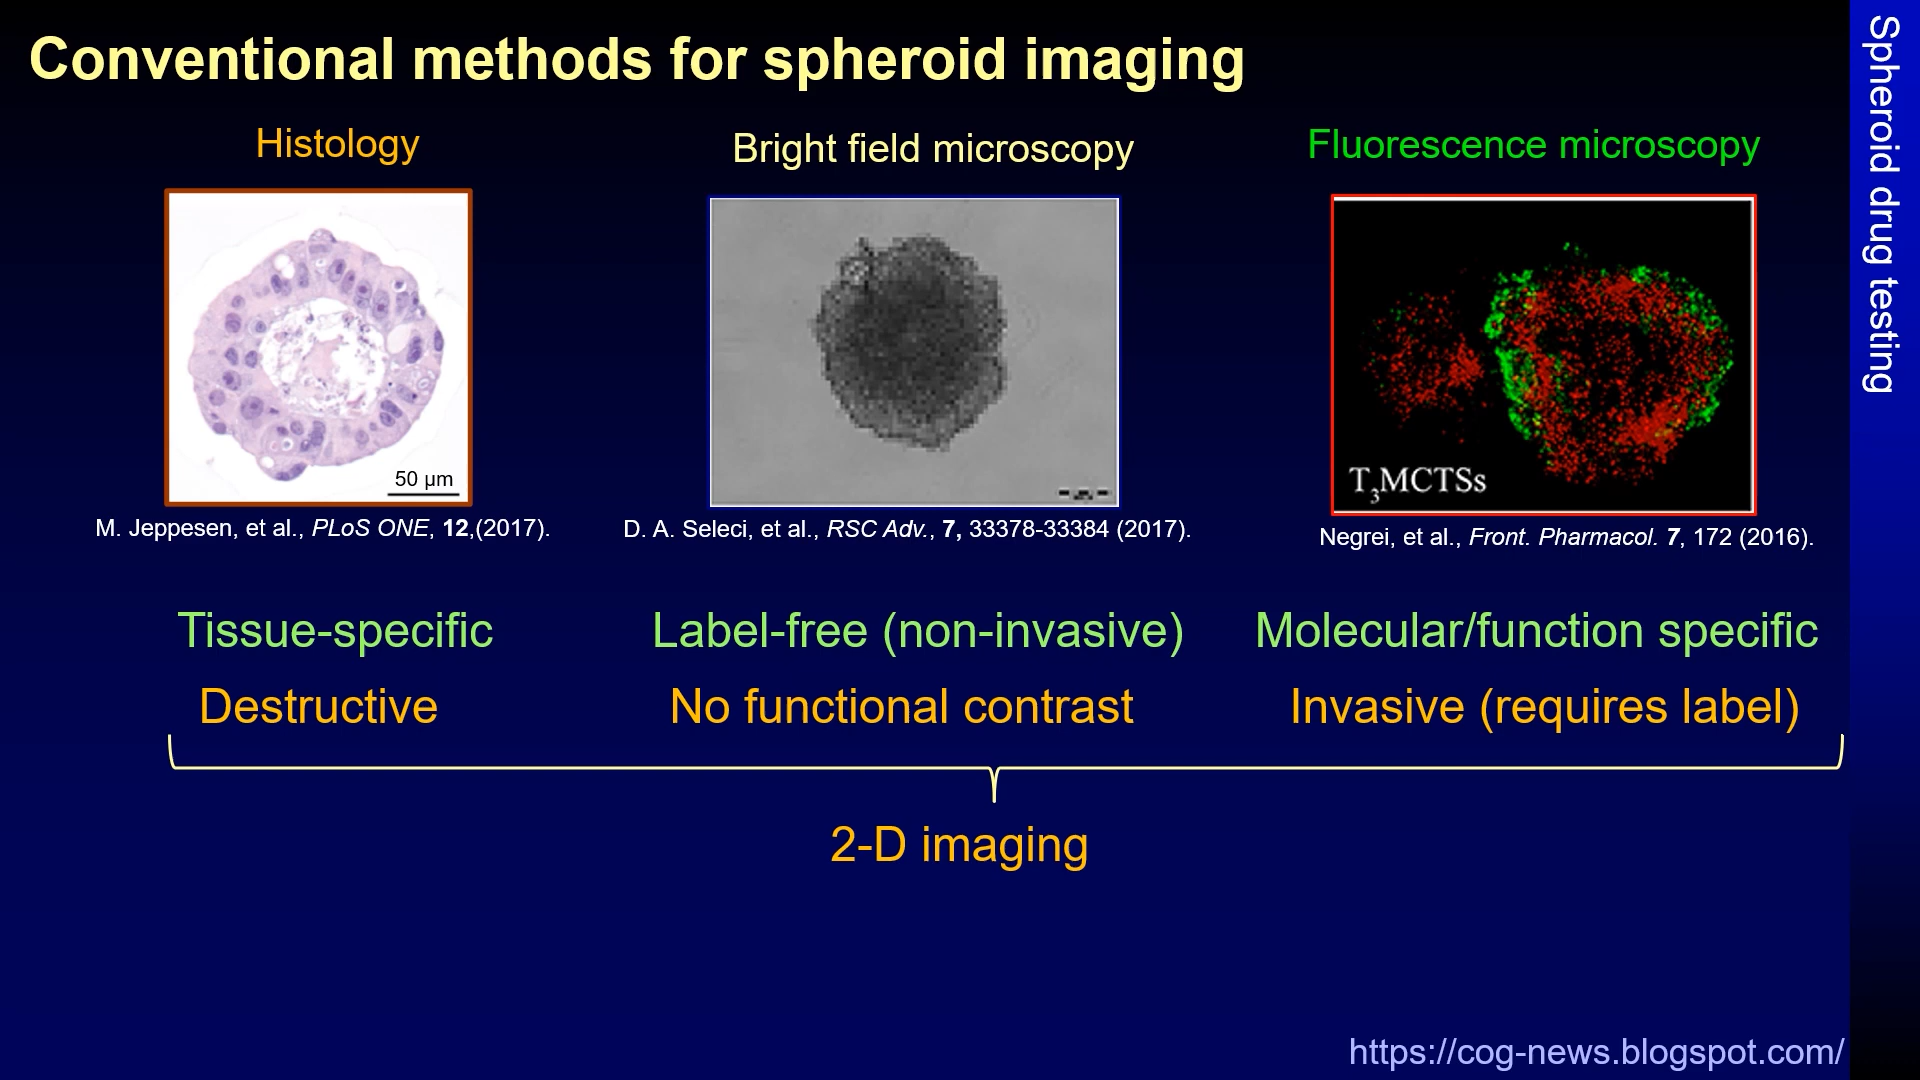 Conventional methods for spheroid imaging
Spheroid drug testing
Histology
Bright field microscopy
Fluorescence microscopy
50 µm
T3MCTSs
M. Jeppesen, et al., PLoS ONE, 12,(2017).
D. A. Seleci, et al., RSC Adv., 7, 33378-33384 (2017).
Negrei, et al., Front. Pharmacol. 7, 172 (2016).
Tissue-specific
Label-free (non-invasive)
Molecular/function specific
Destructive
No functional contrast
Invasive (requires label)
2-D imaging
https://cog-news.blogspot.com/